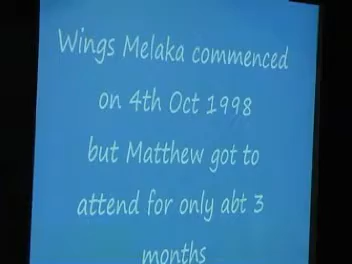 Wings Melaka commenced
on 4th Oct 1998
but Matthew got to
attend for only abt 3
months